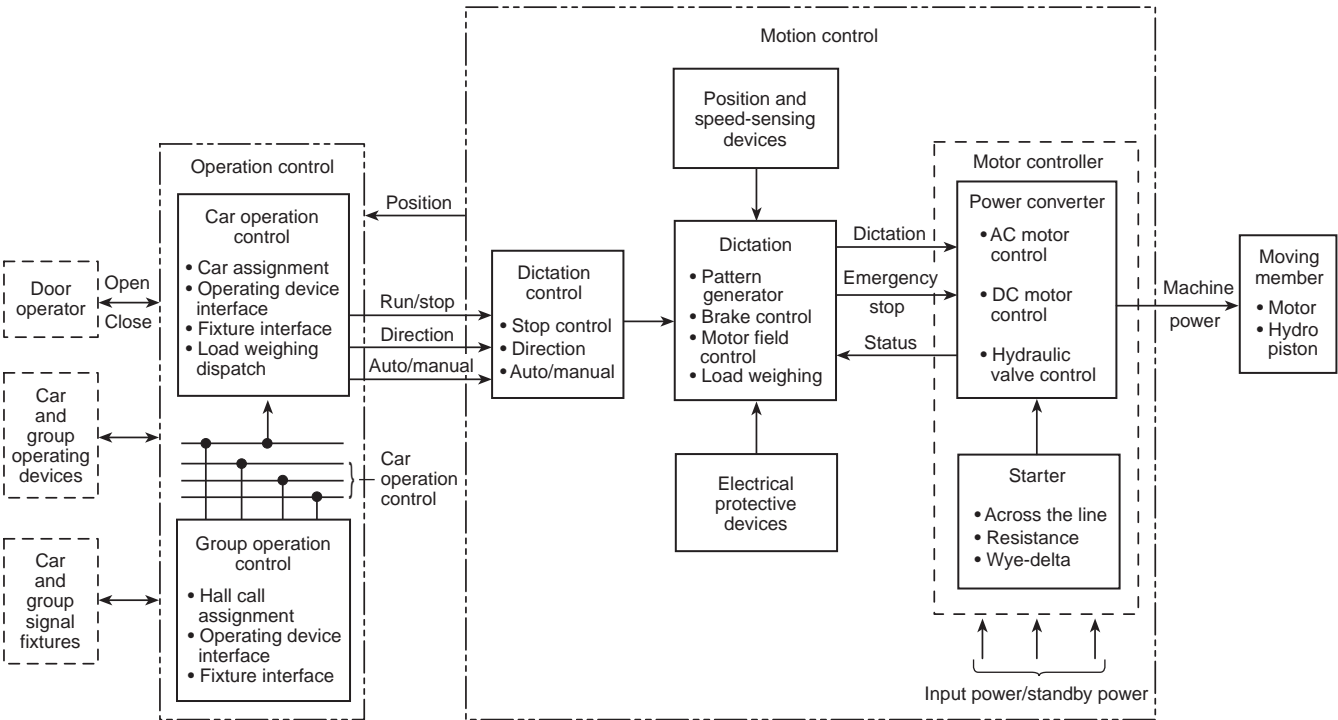 Motion control
Position and
speed-sensing
devices
Operation control
Motor controller
Car operation
control
• Car assignment
• Operating device
interface
• Fixture interface
• Load weighing
dispatch
Position
Power converter
• AC motor
control
• DC motor
control
• Hydraulic
valve control
Door
operator
Open
Close
Run/stop
Direction
Auto/manual
Dictation
control
• Stop control
• Direction
• Auto/manual
Dictation
• Pattern
generator
• Brake control
• Motor field
control
• Load weighing
Dictation
Emergency
stop
Status
Machine
power
Moving
member
• Motor
• Hydro
piston
Car
and
group
operating
devices
Car
operation
control
Electrical
protective
devices
Starter
• Across the line
• Resistance
• Wye-delta
Car
and
group
signal
fixtures
Group operation
control
• Hall call
assignment
• Operating device
interface
• Fixture interface
Input power/standby power